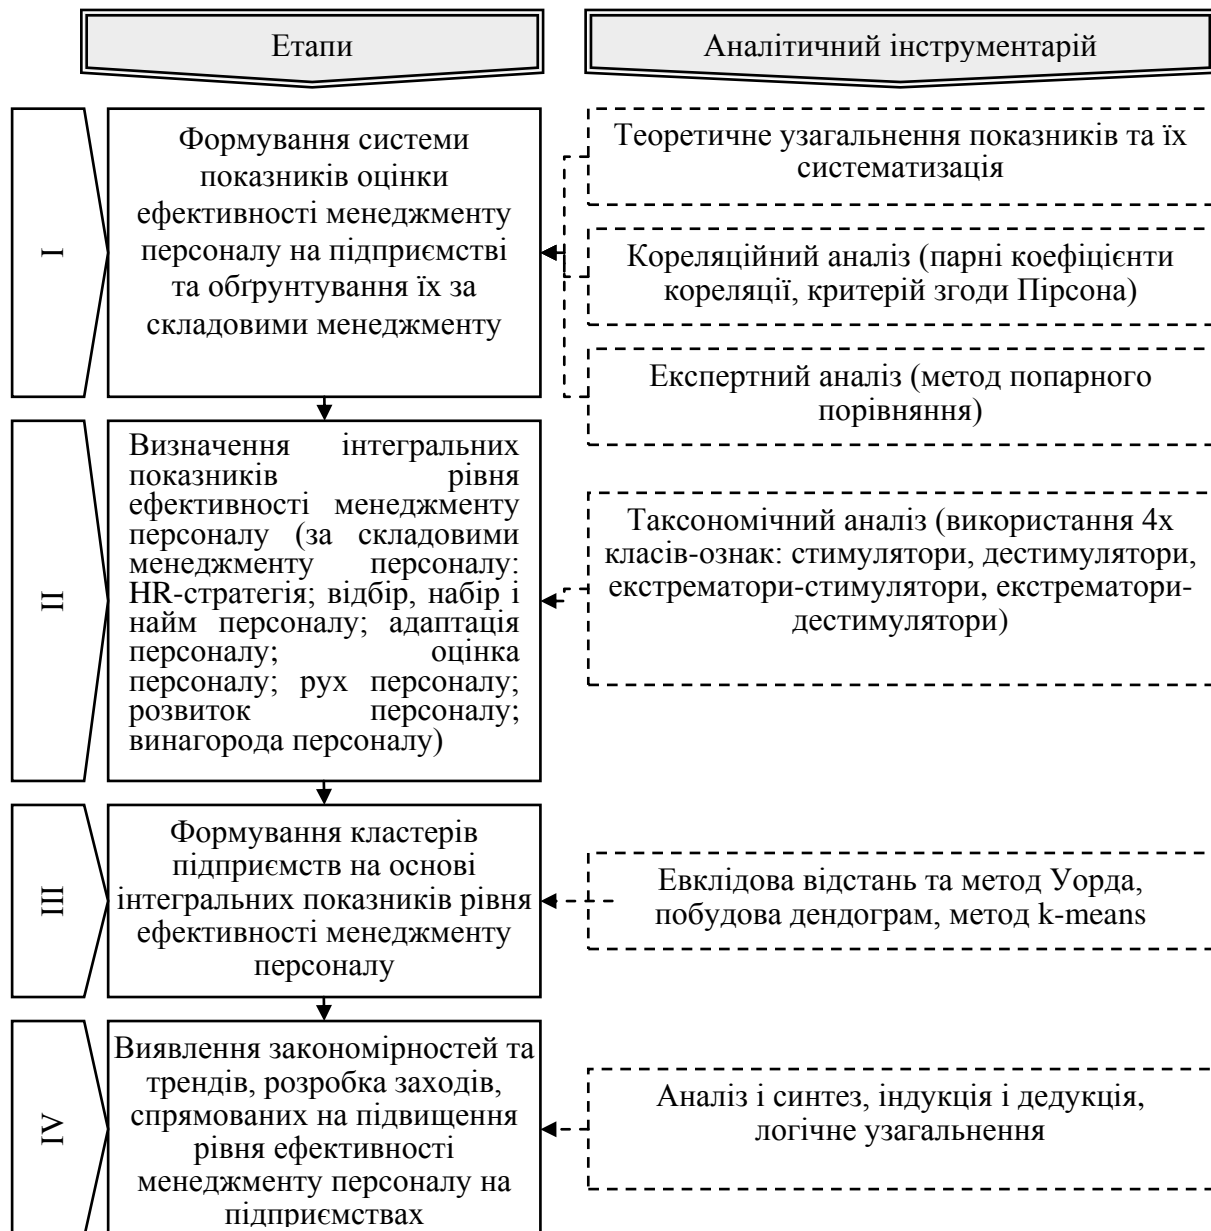 Етапи
Аналітичний інструментарій
I
Формування системи
показників оцінки
ефективності менеджменту
персоналу на підприємстві
та обґрунтування їх за
складовими менеджменту
Теоретичне узагальнення показників та їх
систематизація
Кореляційний аналіз (парні коефіцієнти
кореляції, критерій згоди Пірсона)
Експертний аналіз (метод попарного
порівняння)
II
Визначення інтегральних
показників рівня
ефективності менеджменту
персоналу (за складовими
менеджменту персоналу:
HR-стратегія; відбір, набір і
найм персоналу; адаптація
персоналу; оцінка
персоналу; рух персоналу;
розвиток персоналу;
винагорода персоналу)
Таксономічний аналіз (використання 4х
класів-ознак: стимулятори, дестимулятори,
екстрематори-стимулятори, екстрематори-
дестимулятори)
III
Формування кластерів
підприємств на основі
інтегральних показників рівня
ефективності менеджменту
персоналу
Евклідова відстань та метод Уорда,
побудова дендограм, метод k-means
IV
Виявлення закономірностей та
трендів, розробка заходів,
спрямованих на підвищення
рівня ефективності
менеджменту персоналу на
підприємствах
Аналіз і синтез, індукція і дедукція,
логічне узагальнення